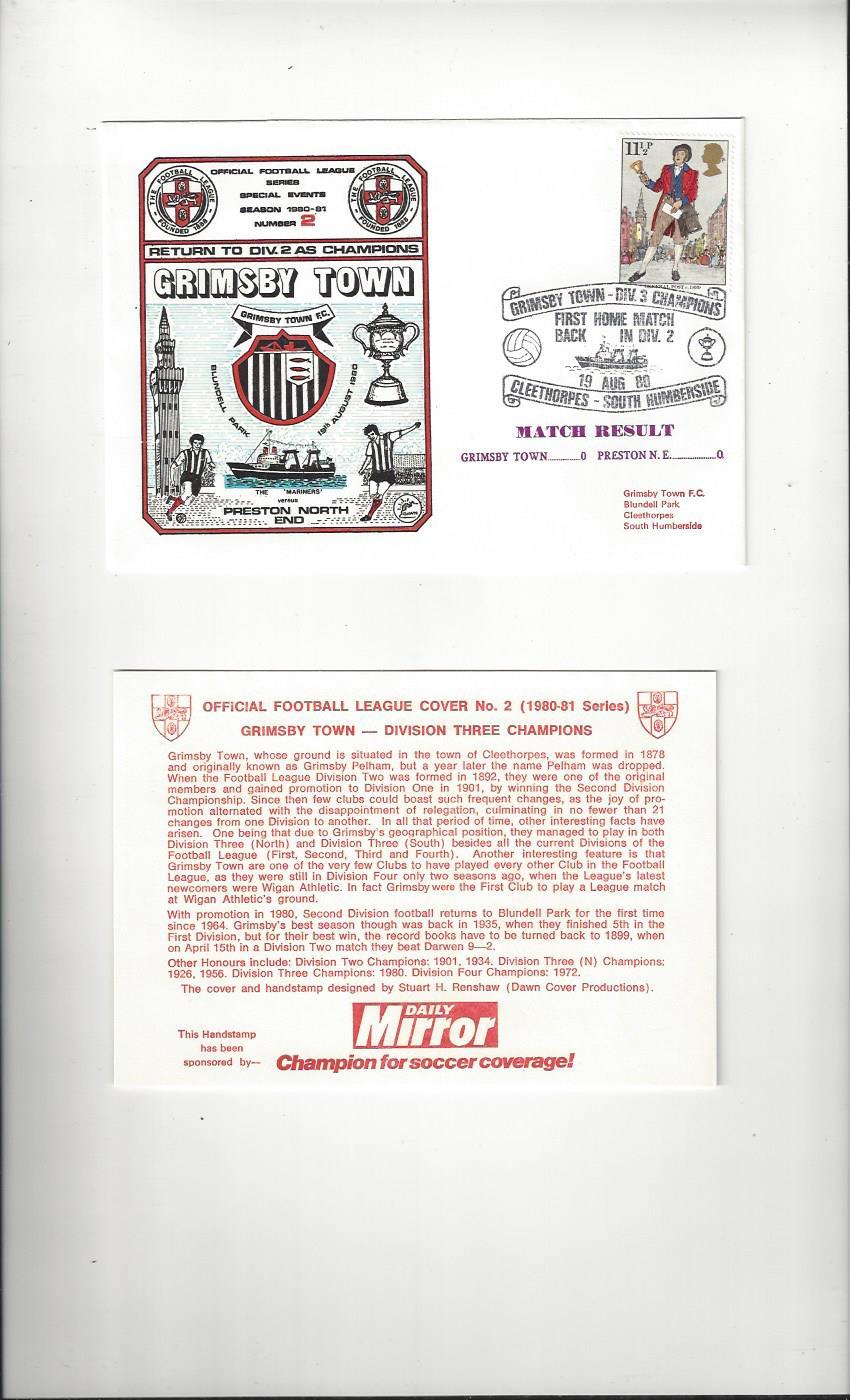 THE FOOTBALL LEAGUE
FOUNDED 1888
OFFICIAL FOOTBALL LEAGUE
SERIES
SPECIAL EVENTS
SEASON 1980-81
NUMBER 2
THE FOOTBALL LEAGUE
FOUNDED 1888
RETURN TO DIV. 2 AS CHAMPIONS
GRIMSBY TOWN
GRIMSBY TOWN F.C.
BLUNDELL PARK
19th AUGUST 1980
THE 'MARINERS'
versus
PRESTON NORTH
END
DAWN
11½P
GRIMSBY TOWN - DIV. 3 CHAMPIONS
FIRST HOME MATCH
BACK IN DIV. 2
19 AUG 80
CLEETHORPES - SOUTH HUMBERSIDE
MATCH RESULT
GRIMSBY TOWN............0 PRESTON N. E..................0
Grimsby Town F.C.
Blundell Park
Cleethorpes
South Humberside
OFFICIAL FOOTBALL LEAGUE COVER No. 2 (1980-81 Series)
GRIMSBY TOWN — DIVISION THREE CHAMPIONS
Grimsby Town, whose ground is situated in the town of Cleethorpes, was formed in 1878
and originally known as Grimsby Pelham, but a year later the name Pelham was dropped.
When the Football League Division Two was formed in 1892, they were one of the original
members and gained promotion to Division One in 1901, by winning the Second Division
Championship. Since then few clubs could boast such frequent changes, as the joy of pro-
motion alternated with the disappointment of relegation, culminating in no fewer than 21
changes from one Division to another. In all that period of time, other interesting facts have
arisen. One being that due to Grimsby's geographical position, they managed to play in both
Division Three (North) and Division Three (South) besides all the current Divisions of the
Football League (First, Second, Third and Fourth). Another interesting feature is that
Grimsby Town are one of the very few Clubs to have played every other Club in the Football
League, as they were still in Division Four only two seasons ago, when the League's latest
newcomers were Wigan Athletic. In fact Grimsby were the First Club to play a League match
at Wigan Athletic's ground.
With promotion in 1980, Second Division football returns to Blundell Park for the first time
since 1964. Grimsby's best season though was back in 1935, when they finished 5th in the
First Division, but for their best win, the record books have to be turned back to 1899, when
on April 15th in a Division Two match they beat Darwen 9—2.
Other Honours include: Division Two Champions: 1901, 1934. Division Three (N) Champions:
1926, 1956. Division Three Champions: 1980. Division Four Champions: 1972.
The cover and handstamp designed by Stuart H. Renshaw (Dawn Cover Productions).
This Handstamp
has been
sponsored by—
DAILY
Mirror
Champion for soccer coverage!